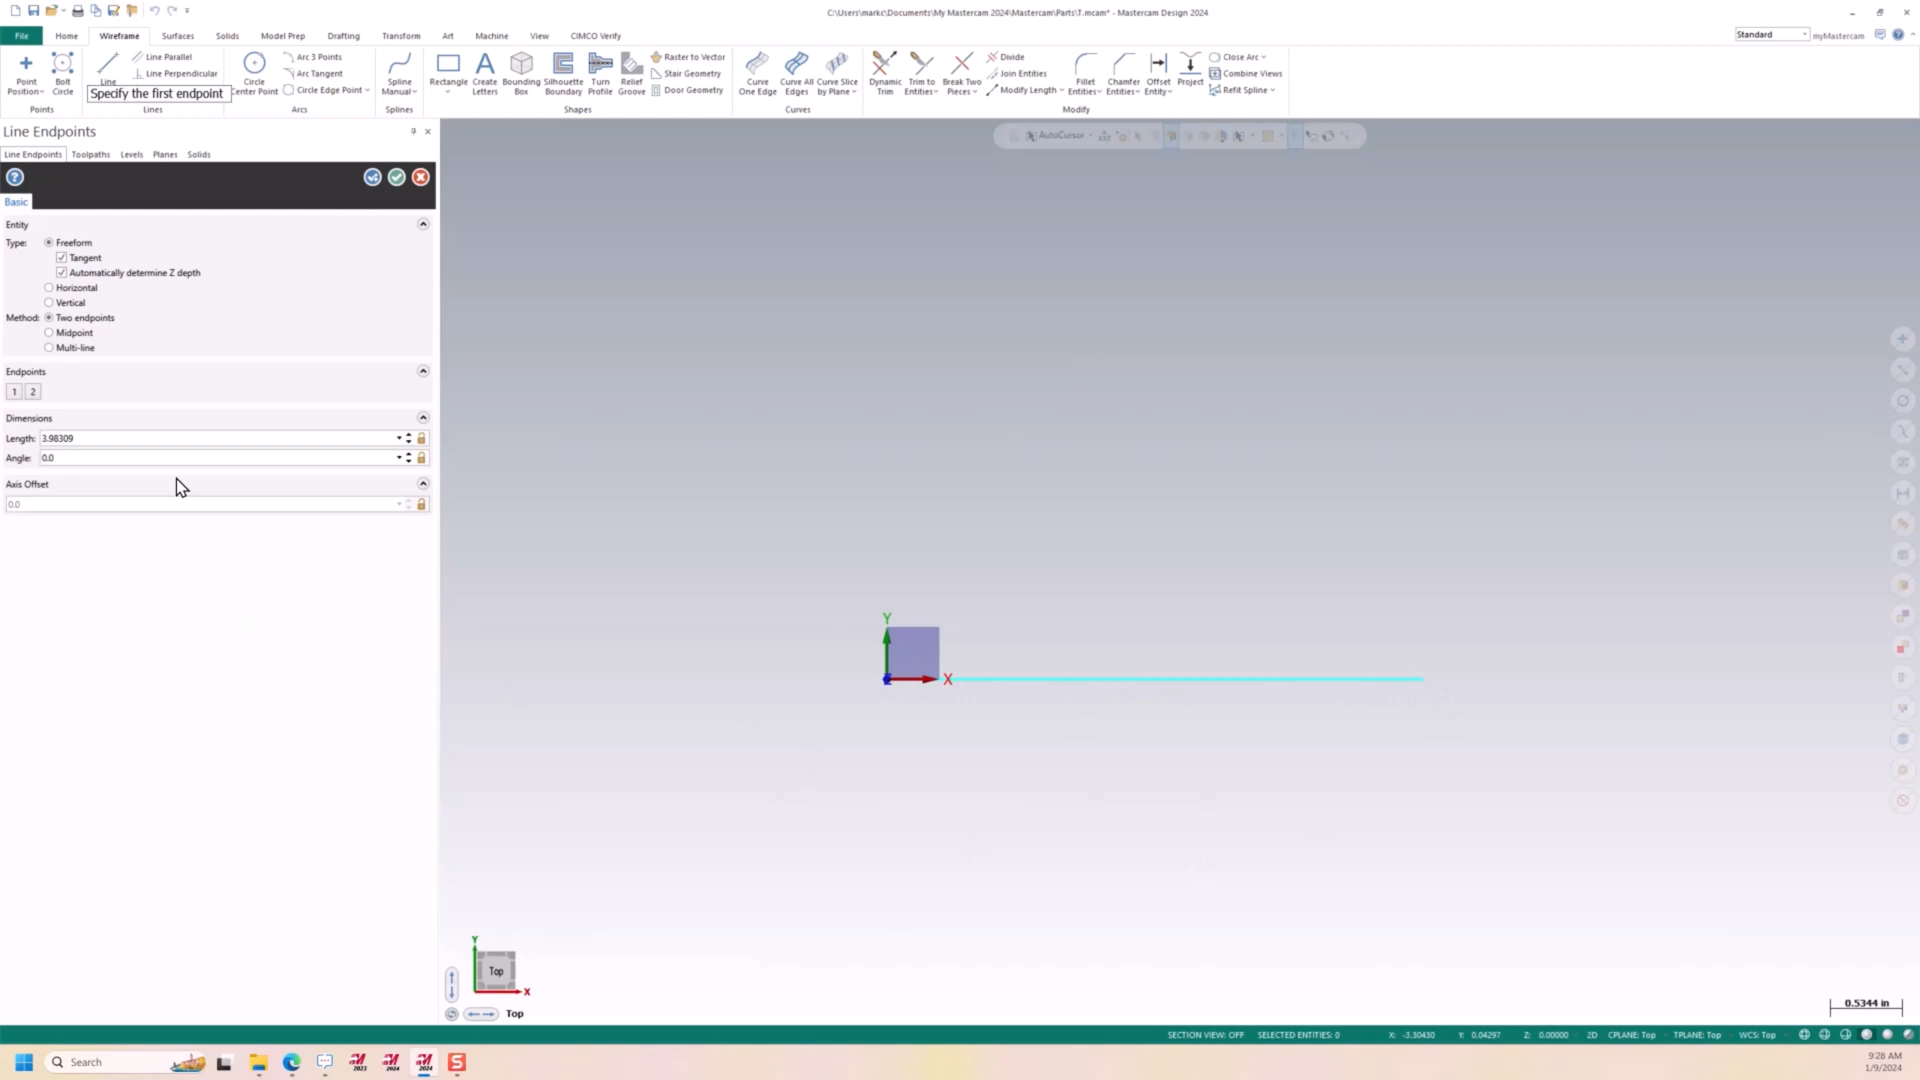 C:\Users\markc\Documents\My Mastercam 2024\Mastercam\Parts\T.mcam* - Mastercam Design 2024
File Home Wireframe Surfaces Solids Model Prep Drafting Transform Art Machine View CIMCO Verify
Standard
myMastercam
Point Position
Bolt Circle
Points
Line
Line Parallel
Line Perpendicular
Specify the first endpoint
Lines
Circle Center Point
Arc 3 Points
Arc Tangent
Circle Edge Point
Arcs
Spline Manual
Splines
Rectangle
Create Letters
Bounding Box
Silhouette Boundary
Turn Profile
Relief Groove
Raster to Vector
Stair Geometry
Door Geometry
Shapes
Curve One Edge
Curve All Edges
Curve Slice by Plane
Curves
Dynamic Trim
Trim to Entities
Break Two Pieces
Divide
Join Entities
Modify Length
Fillet Entities
Chamfer Entities
Offset Entity
Project
Close Arc
Combine Views
Refit Spline
Modify
Line Endpoints
Line Endpoints Toolpaths Levels Planes Solids
Basic
Entity
Type: Freeform
Tangent
Automatically determine Z depth
Horizontal
Vertical
Method: Two endpoints
Midpoint
Multi-line
Endpoints
1 2
Dimensions
Length: 3.98309
Angle: 0.0
Axis Offset
0.0
AutoCursor
Y
Z
X
Y
Top
X
Top
0.5344 in
SECTION VIEW: OFF SELECTED ENTITIES: 0 X: -3.30430 Y: 0.04297 Z: 0.00000 2D CPLANE: Top TPLANE: Top WCS: Top
Search
2023
2024
2024
9:28 AM
1/9/2024